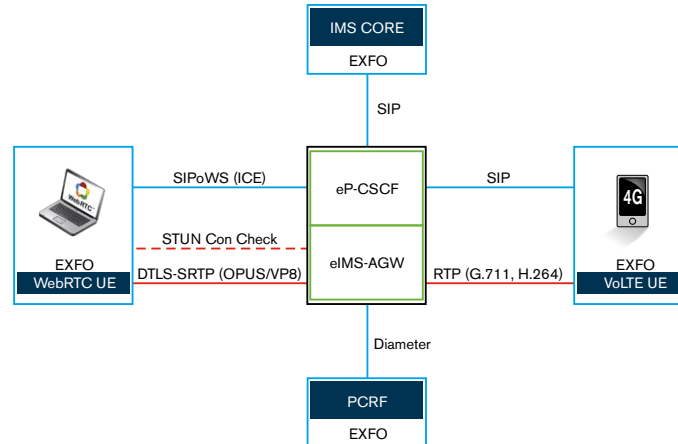 IMS CORE
EXFO
SIP
SIPoWS (ICE)
eP-CSCF
SIP
WebRTC
4G
STUN Con Check
eIMS-AGW
EXFO
WebRTC UE
DTLS-SRTP (OPUS/VP8)
RTP (G.711, H.264)
EXFO
VoLTE UE
Diameter
PCRF
EXFO